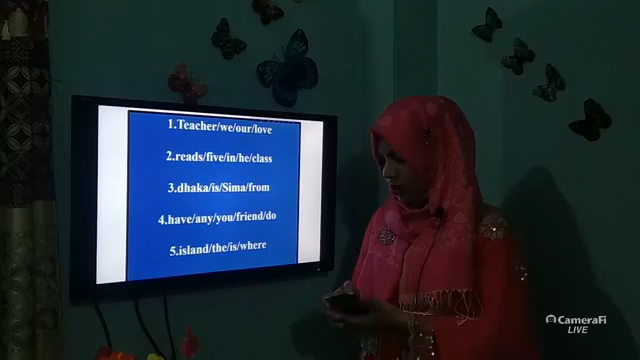 1.Teacher/we/our/love
2.reads/five/in/he/class
3.dhaka/is/Sima/from
4.have/any/you/friend/do
5.island/the/is/where
CameraFi
LIVE